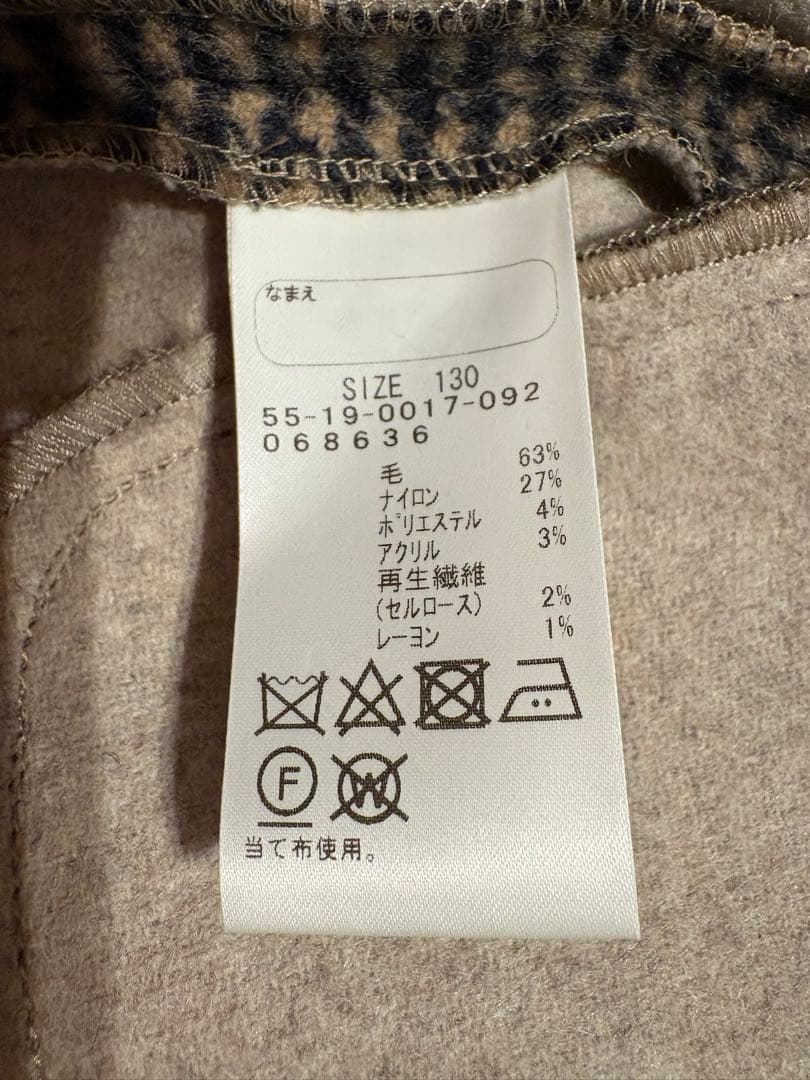 なまえ
SIZE 130
55-19-0017-092
068636
毛 63%
ナイロン 27%
ポリエステル 4%
アクリル 3%
再生繊維
(セルロース) 2%
レーヨン 1%
F W
当て布使用。